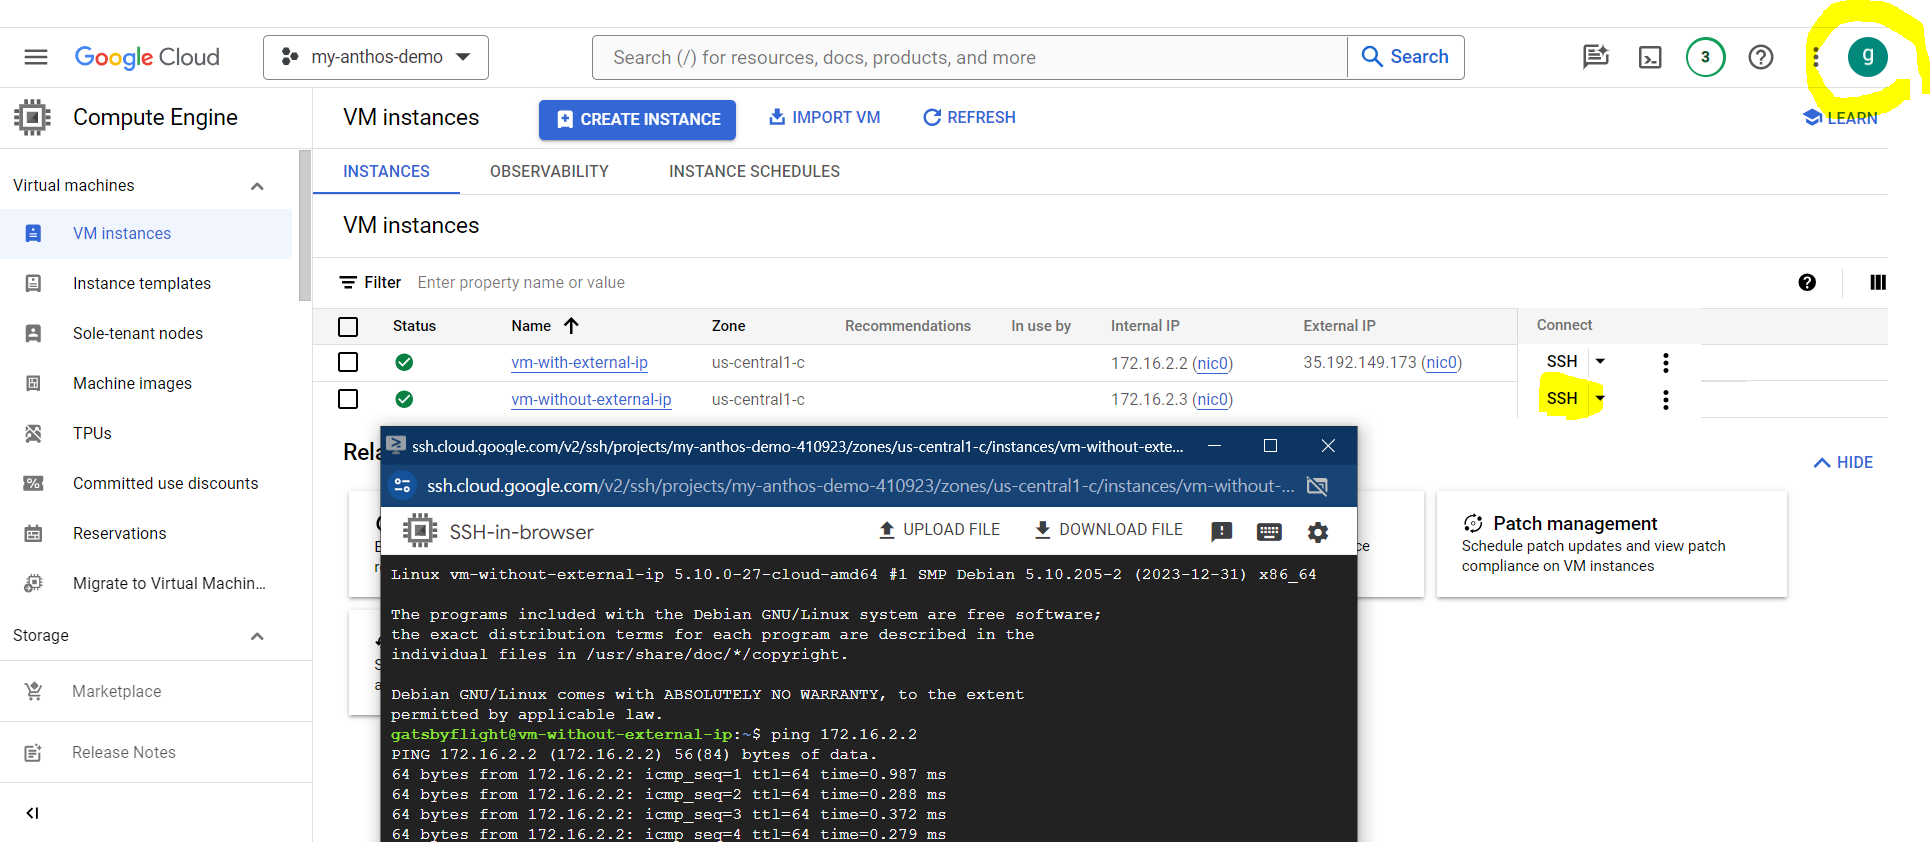 Google Cloud
my-anthos-demo
Search (/) for resources, docs, products, and more
Search
3
g
Compute Engine
VM instances
CREATE INSTANCE
IMPORT VM
REFRESH
LEARN
Virtual machines
INSTANCES
OBSERVABILITY
INSTANCE SCHEDULES
VM instances
Instance templates
Sole-tenant nodes
Machine images
TPUs
Committed use discounts
Reservations
Migrate to Virtual Machin...
Storage
Marketplace
Release Notes
VM instances
Filter Enter property name or value
Status Name Zone Recommendations In use by Internal IP External IP Connect
vm-with-external-ip us-central1-c 172.16.2.2 (nic0) 35.192.149.173 (nic0) SSH
vm-without-external-ip us-central1-c 172.16.2.3 (nic0) SSH
HIDE
Patch management
Schedule patch updates and view patch
compliance on VM instances
ssh.cloud.google.com/v2/ssh/projects/my-anthos-demo-410923/zones/us-central1-c/instances/vm-without-exte...
ssh.cloud.google.com/v2/ssh/projects/my-anthos-demo-410923/zones/us-central1-c/instances/vm-without-...
SSH-in-browser
UPLOAD FILE
DOWNLOAD FILE
Linux vm-without-external-ip 5.10.0-27-cloud-amd64 #1 SMP Debian 5.10.205-2 (2023-12-31) x86_64
The programs included with the Debian GNU/Linux system are free software;
the exact distribution terms for each program are described in the
individual files in /usr/share/doc/*/copyright.
Debian GNU/Linux comes with ABSOLUTELY NO WARRANTY, to the extent
permitted by applicable law.
gatsbyflight@vm-without-external-ip:~$ ping 172.16.2.2
PING 172.16.2.2 (172.16.2.2) 56(84) bytes of data.
64 bytes from 172.16.2.2: icmp_seq=1 ttl=64 time=0.987 ms
64 bytes from 172.16.2.2: icmp_seq=2 ttl=64 time=0.288 ms
64 bytes from 172.16.2.2: icmp_seq=3 ttl=64 time=0.372 ms
64 bytes from 172.16.2.2: icmp_seq=4 ttl=64 time=0.279 ms